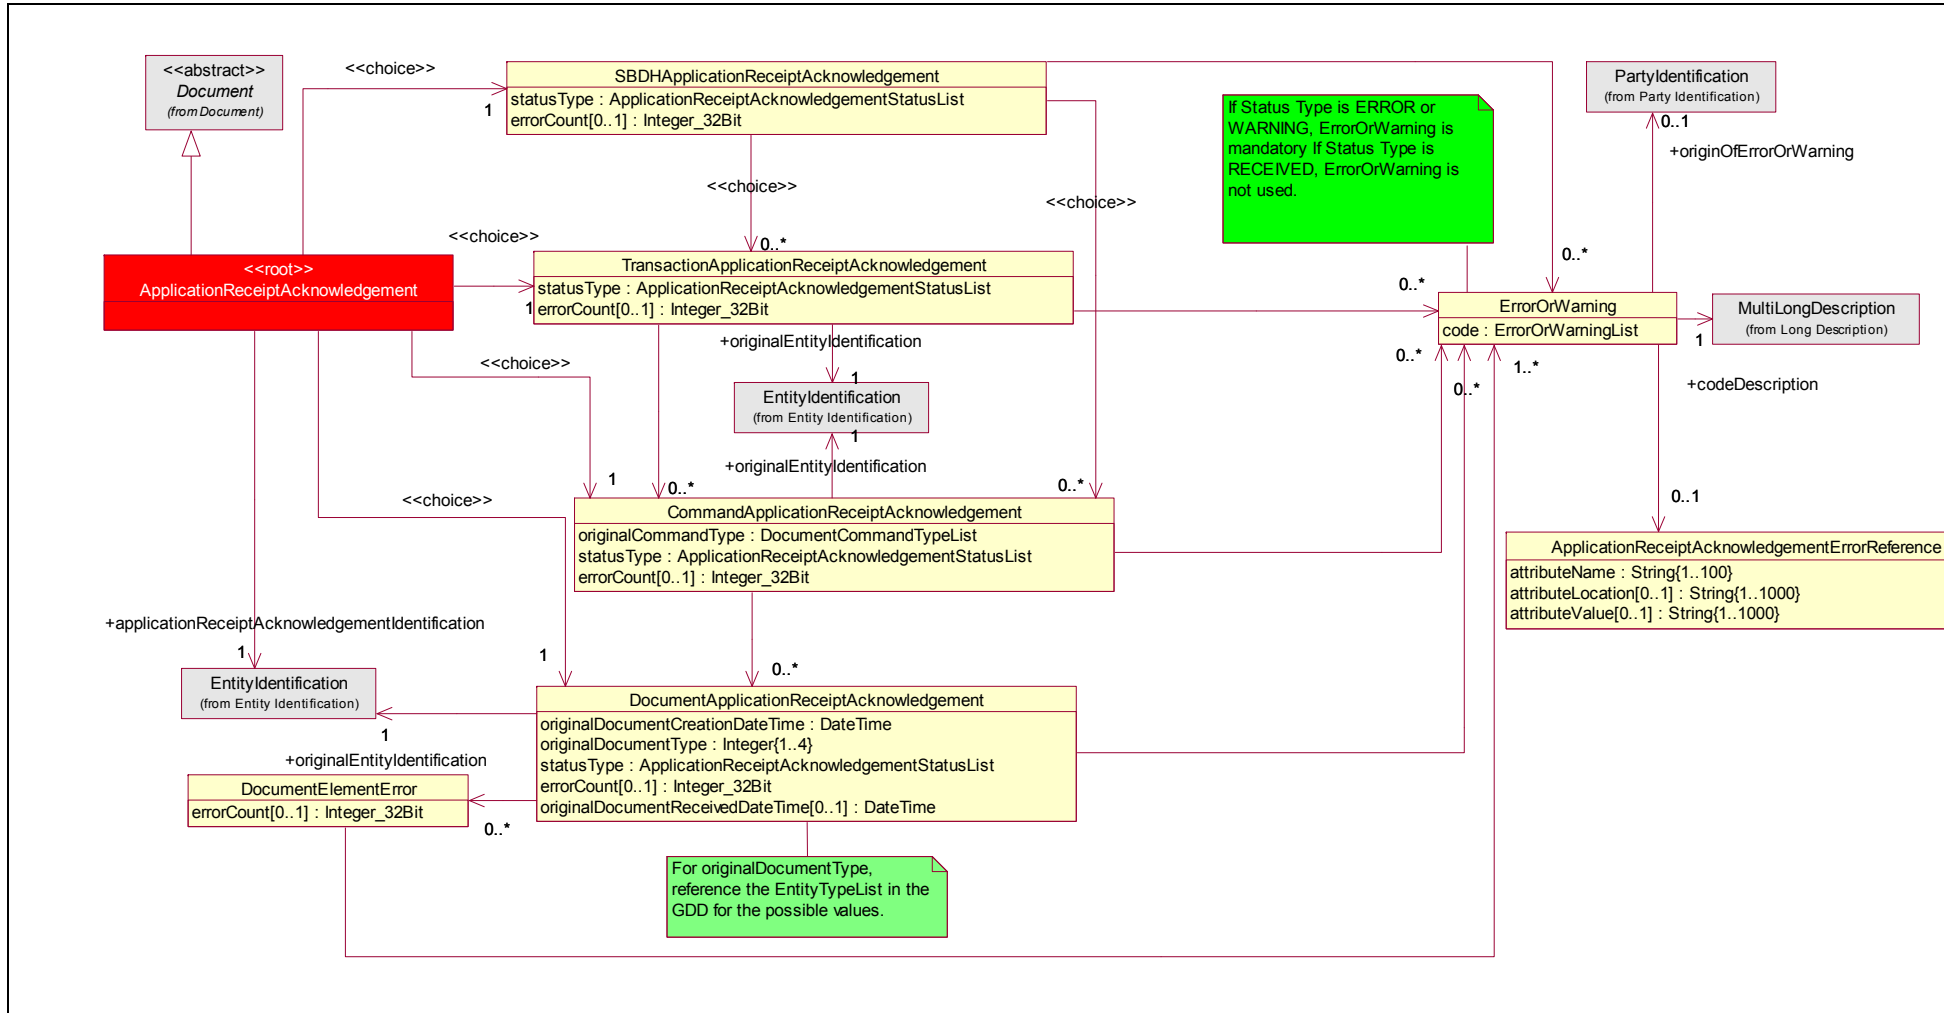 <<abstract>>
Document
(from Document)
<<choice>>
1
SBDHApplicationReceiptAcknowledgement
statusType : ApplicationReceiptAcknowledgementStatusList
errorCount[0..1] : Integer_32Bit
<<choice>>
0..*
<<choice>>
0..*
If Status Type is ERROR or
WARNING, ErrorOrWarning is
mandatory If Status Type is
RECEIVED, ErrorOrWarning is
not used.
0..*
PartyIdentification
(from Party Identification)
0..1
+originOfErrorOrWarning
<<root>>
ApplicationReceiptAcknowledgement
<<choice>>
1
TransactionApplicationReceiptAcknowledgement
statusType : ApplicationReceiptAcknowledgementStatusList
errorCount[0..1] : Integer_32Bit
0..*
ErrorOrWarning
code : ErrorOrWarningList
1
MultiLongDescription
(from Long Description)
+codeDescription
+originalEntityIdentification
1
EntityIdentification
(from Entity Identification)
1
+originalEntityIdentification
<<choice>>
1
0..*
0..*
0..*
1..*
0..1
CommandApplicationReceiptAcknowledgement
originalCommandType : DocumentCommandTypeList
statusType : ApplicationReceiptAcknowledgementStatusList
errorCount[0..1] : Integer_32Bit
ApplicationReceiptAcknowledgementErrorReference
attributeName : String{1..100}
attributeLocation[0..1] : String{1..1000}
attributeValue[0..1] : String{1..1000}
<<choice>>
1
0..*
+applicationReceiptAcknowledgementIdentification
1
EntityIdentification
(from Entity Identification)
1
+originalEntityIdentification
DocumentApplicationReceiptAcknowledgement
originalDocumentCreationDateTime : DateTime
originalDocumentType : Integer{1..4}
statusType : ApplicationReceiptAcknowledgementStatusList
errorCount[0..1] : Integer_32Bit
originalDocumentReceivedDateTime[0..1] : DateTime
DocumentElementError
errorCount[0..1] : Integer_32Bit
0..*
For originalDocumentType,
reference the EntityTypeList in the
GDD for the possible values.